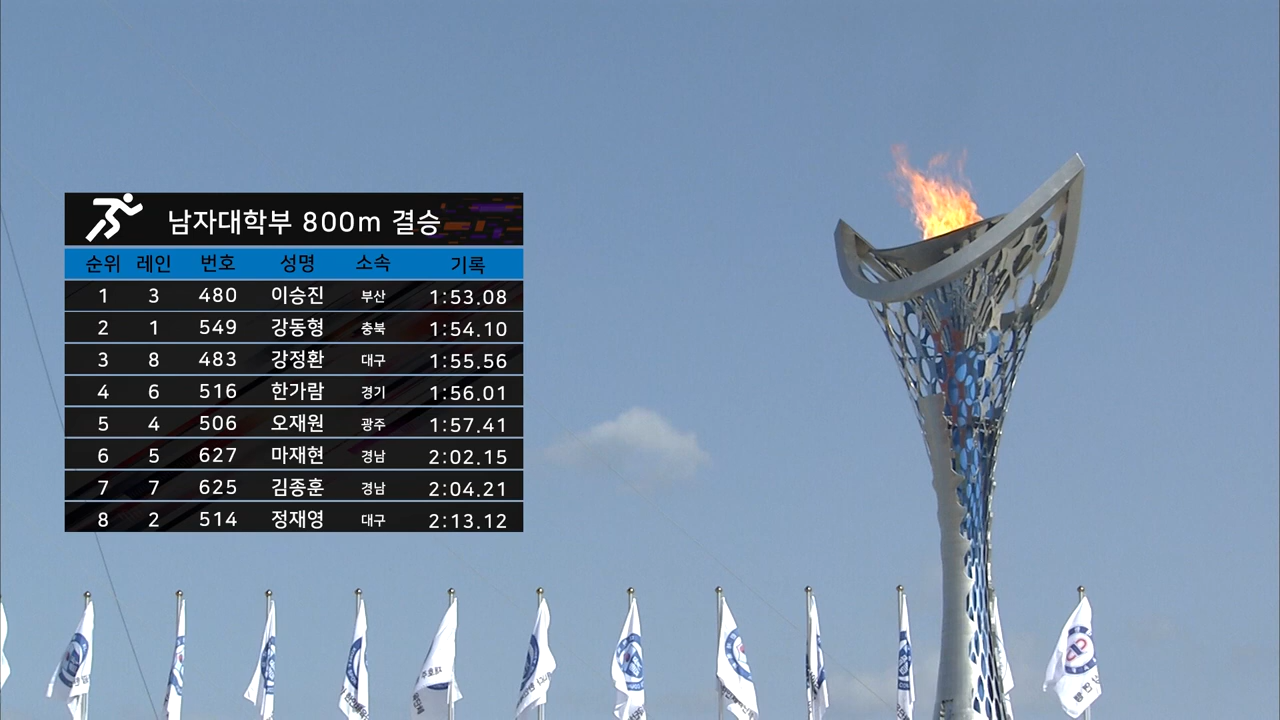 남자대학부 800m 결승
순위 레인 번호 성명 소속 기록
1 3 480 이승진 부산 1:53.08
2 1 549 강동형 충북 1:54.10
3 8 483 강정환 대구 1:55.56
4 6 516 한가람 경기 1:56.01
5 4 506 오재원 광주 1:57.41
6 5 627 마재현 경남 2:02.15
7 7 625 김종훈 경남 2:04.21
8 2 514 정재영 대구 2:13.12